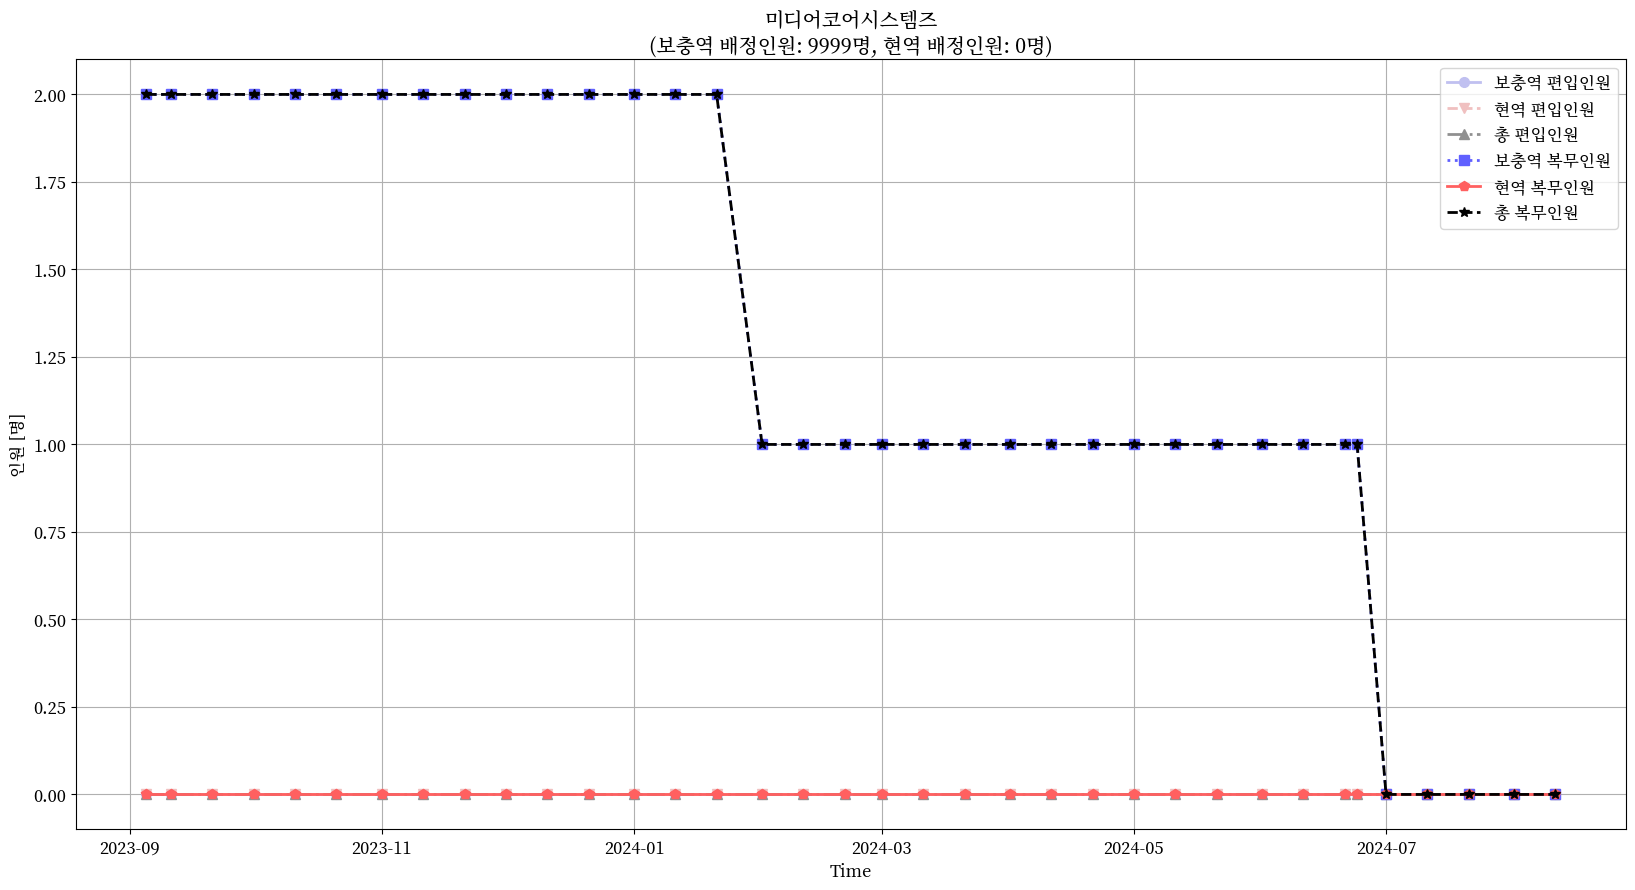 미디어코어시스템즈
(보충역 배정인원: 9999명, 현역 배정인원: 0명)
보충역 편입인원
현역 편입인원
총 편입인원
보충역 복무인원
현역 복무인원
총 복무인원
인원 [명]
2.00
1.75
1.50
1.25
1.00
0.75
0.50
0.25
0.00
2023-09
2023-11
2024-01
2024-03
2024-05
2024-07
Time